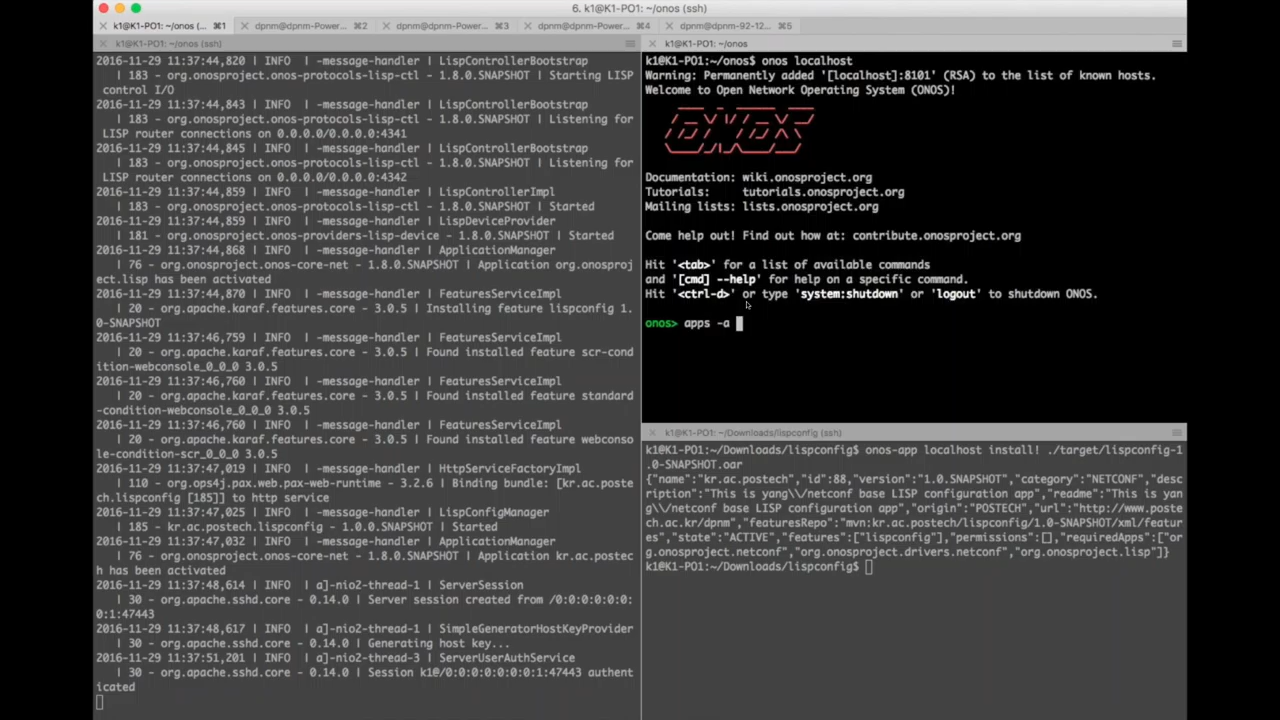 6. k1@K1-PO1: ~/onos (ssh)
k1@K1-PO1: ~/onos (... ⌘1
dpnm@dpnm-Power... ⌘2
dpnm@dpnm-Power... ⌘3
dpnm@dpnm-Power... ⌘4
dpnm@dpnm-92-12... ⌘5
k1@K1-PO1: ~/onos (ssh)
2016-11-29 11:37:44,820 | INFO  | -message-handler | LispControllerBootstrap
| 183 - org.onosproject.onos-protocols-lisp-ctl - 1.8.0.SNAPSHOT | Starting LISP
control I/O
2016-11-29 11:37:44,843 | INFO  | -message-handler | LispControllerBootstrap
| 183 - org.onosproject.onos-protocols-lisp-ctl - 1.8.0.SNAPSHOT | Listening for
LISP router connections on 0.0.0.0/0.0.0.0:4341
2016-11-29 11:37:44,845 | INFO  | -message-handler | LispControllerBootstrap
| 183 - org.onosproject.onos-protocols-lisp-ctl - 1.8.0.SNAPSHOT | Listening for
LISP router connections on 0.0.0.0/0.0.0.0:4342
2016-11-29 11:37:44,859 | INFO  | -message-handler | LispControllerImpl
| 183 - org.onosproject.onos-protocols-lisp-ctl - 1.8.0.SNAPSHOT | Started
2016-11-29 11:37:44,859 | INFO  | -message-handler | LispDeviceProvider
| 181 - org.onosproject.onos-providers-lisp-device - 1.8.0.SNAPSHOT | Started
2016-11-29 11:37:44,868 | INFO  | -message-handler | ApplicationManager
| 76 - org.onosproject.onos-core-net - 1.8.0.SNAPSHOT | Application org.onosproj
ect.lisp has been activated
2016-11-29 11:37:44,874 | INFO  | -message-handler | FeaturesServiceImpl
| 20 - org.apache.karaf.features.core - 3.0.5 | Installing feature lispconfig 1.
0-SNAPSHOT
2016-11-29 11:37:46,759 | INFO  | -message-handler | FeaturesServiceImpl
| 20 - org.apache.karaf.features.core - 3.0.5 | Found installed feature scr-cond
ition-webconsole_0_0_0 3.0.5
2016-11-29 11:37:46,760 | INFO  | -message-handler | FeaturesServiceImpl
| 20 - org.apache.karaf.features.core - 3.0.5 | Found installed feature standard
-condition-webconsole_0_0_0 3.0.5
2016-11-29 11:37:46,760 | INFO  | -message-handler | FeaturesServiceImpl
| 20 - org.apache.karaf.features.core - 3.0.5 | Found installed feature webconso
le-condition-scr_0_0_0 3.0.5
2016-11-29 11:37:47,019 | INFO  | -message-handler | HttpServiceFactoryImpl
| 110 - org.ops4j.pax.web.pax-web-runtime - 3.2.6 | Binding bundle: [kr.ac.poste
ch.lispconfig [185]] to http service
2016-11-29 11:37:47,025 | INFO  | -message-handler | LispConfigManager
| 185 - kr.ac.postech.lispconfig - 1.0.0.SNAPSHOT | Started
2016-11-29 11:37:47,032 | INFO  | -message-handler | ApplicationManager
| 76 - org.onosproject.onos-core-net - 1.8.0.SNAPSHOT | Application kr.ac.postec
h has been activated
2016-11-29 11:37:48,614 | INFO  | a]-nio2-thread-1 | ServerSession
| 30 - org.apache.sshd.core - 0.14.0 | Server session created from /0:0:0:0:0:0:
0:1:47443
2016-11-29 11:37:48,617 | INFO  | a]-nio2-thread-1 | SimpleGeneratorHostKeyProvider
| 30 - org.apache.sshd.core - 0.14.0 | Generating host key...
2016-11-29 11:37:51,201 | INFO  | a]-nio2-thread-3 | ServerUserAuthService
| 30 - org.apache.sshd.core - 0.14.0 | Session k1@/0:0:0:0:0:0:0:1:47443 authent
icated
k1@K1-PO1: ~/onos
k1@K1-PO1:~/onos$ onos localhost
Warning: Permanently added '[localhost]:8101' (RSA) to the list of known hosts.
Welcome to Open Network Operating System (ONOS)!
ONOS
Documentation: wiki.onosproject.org
Tutorials:     tutorials.onosproject.org
Mailing lists: lists.onosproject.org
Come help out! Find out how at: contribute.onosproject.org
Hit '<tab>' for a list of available commands
and '[cmd] --help' for help on a specific command.
Hit '<ctrl-d>' or type 'system:shutdown' or 'logout' to shutdown ONOS.
onos> apps -a
k1@K1-PO1: ~/Downloads/lispconfig (ssh)
k1@K1-PO1:~/Downloads/lispconfig$ onos-app localhost install! ./target/lispconfig-1
.0-SNAPSHOT.oar
{"name":"kr.ac.postech","id":88,"version":"1.0.SNAPSHOT","category":"NETCONF","desc
ription":"This is yang\\/netconf base LISP configuration app","readme":"This is yan
g\\/netconf base LISP configuration app","origin":"POSTECH","url":"http://www.poste
ch.ac.kr/dpnm","featuresRepo":"mvn:kr.ac.postech/lispconfig/1.0-SNAPSHOT/xml/featur
es","state":"ACTIVE","features":["lispconfig"],"permissions":[],"requiredApps":["or
g.onosproject.netconf","org.onosproject.drivers.netconf","org.onosproject.lisp"]}
k1@K1-PO1:~/Downloads/lispconfig$